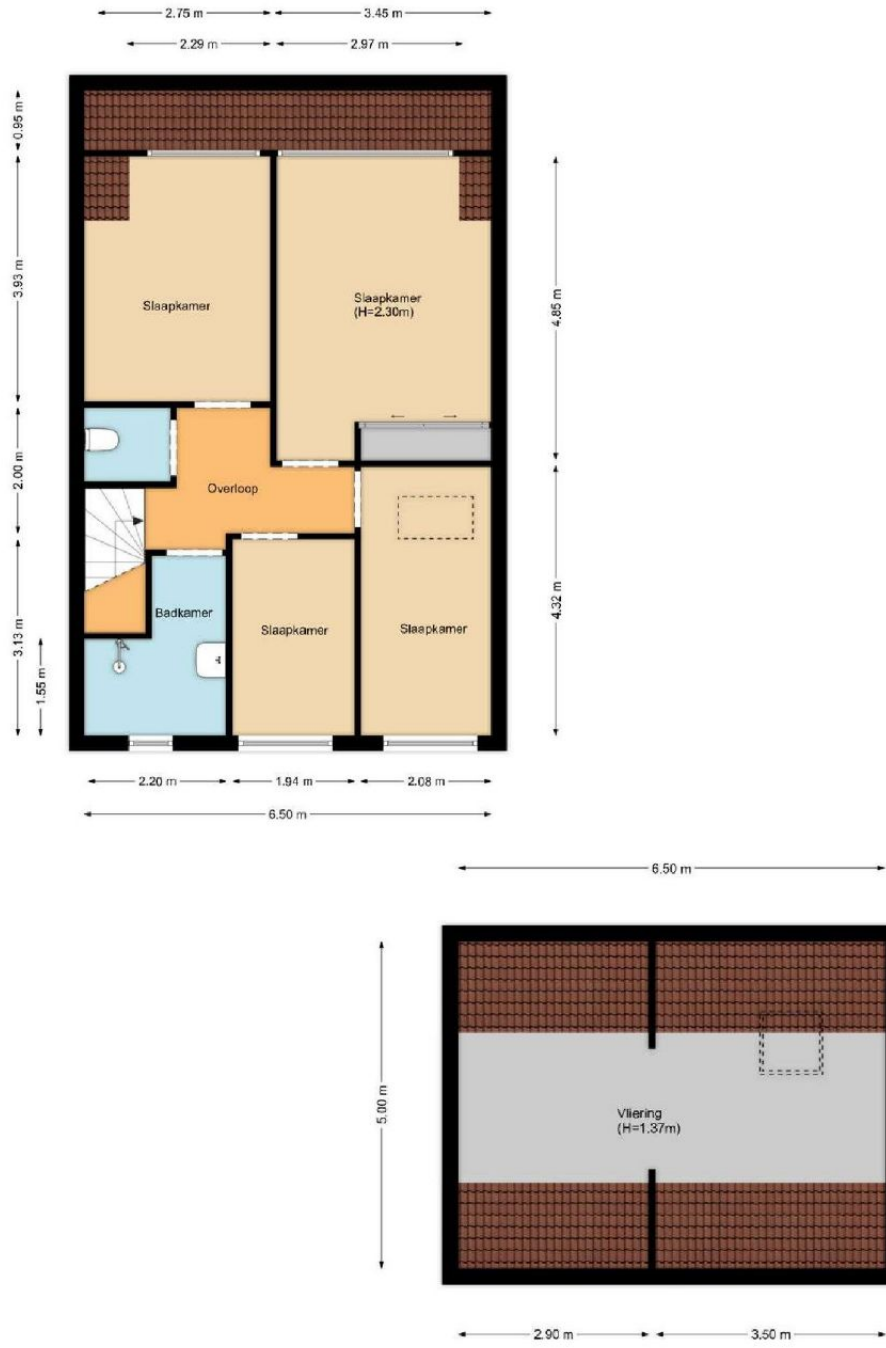 2.75 m
3.45 m
2.29 m
2.97 m
0.95 m
3.93 m
4.85 m
Slaapkamer
Slaapkamer
(H=2.30m)
2.00 m
Overloop
3.13 m
1.55 m
4.32 m
Badkamer
Slaapkamer
Slaapkamer
2.20 m
1.94 m
2.08 m
6.50 m
6.50 m
5.00 m
Vliering
(H=1.37m)
2.90 m
3.50 m